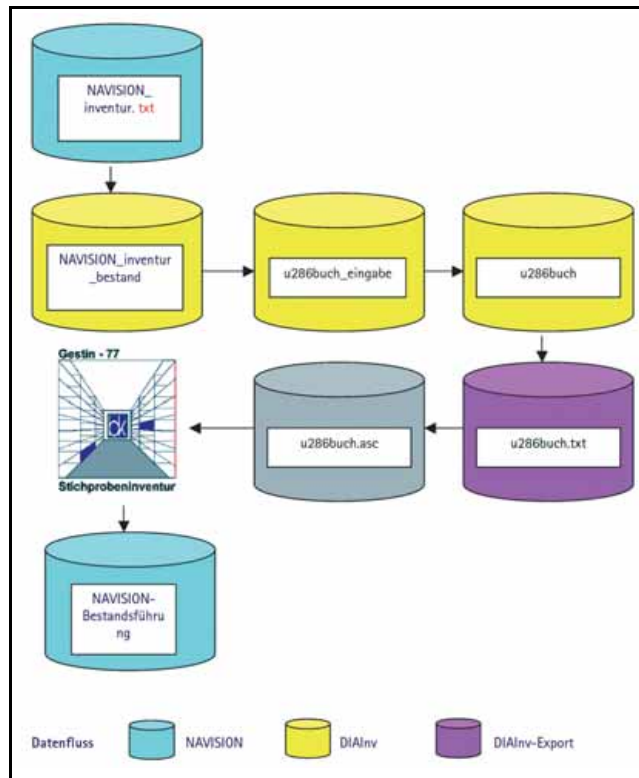 NAVISION_
inventur. txt
NAVISION_inventur
_bestand
u286buch_eingabe
u286buch
Gestin - 77
dk
Stichprobeninventur
u286buch.asc
u286buch.txt
NAVISION-
Bestandsführu
ng
Datenfluss
NAVISION
DIAInv
DIAInv-Export